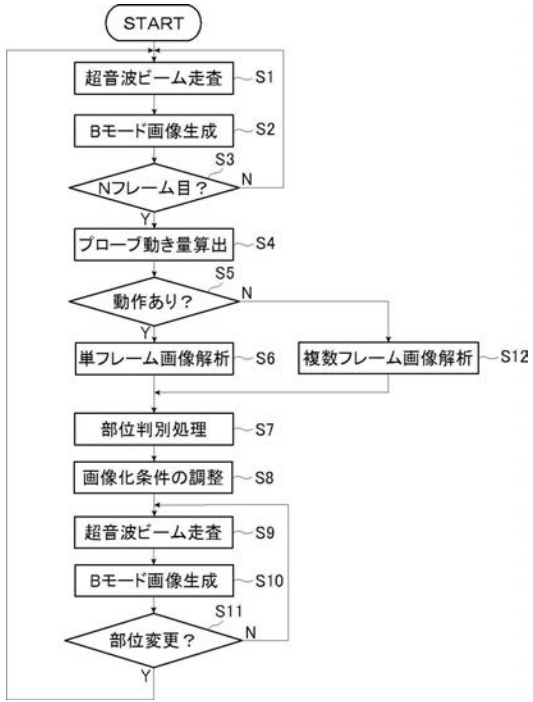 START
超音波ビーム走査 S1
Bモード画像生成 S2
S3
Nフレーム目? N
Y
プローブ動き量算出 S4
S5
動作あり? N
Y
単フレーム画像解析 S6
複数フレーム画像解析 S12
部位判別処理 S7
画像化条件の調整 S8
超音波ビーム走査 S9
Bモード画像生成 S10
S11
部位変更? N
Y